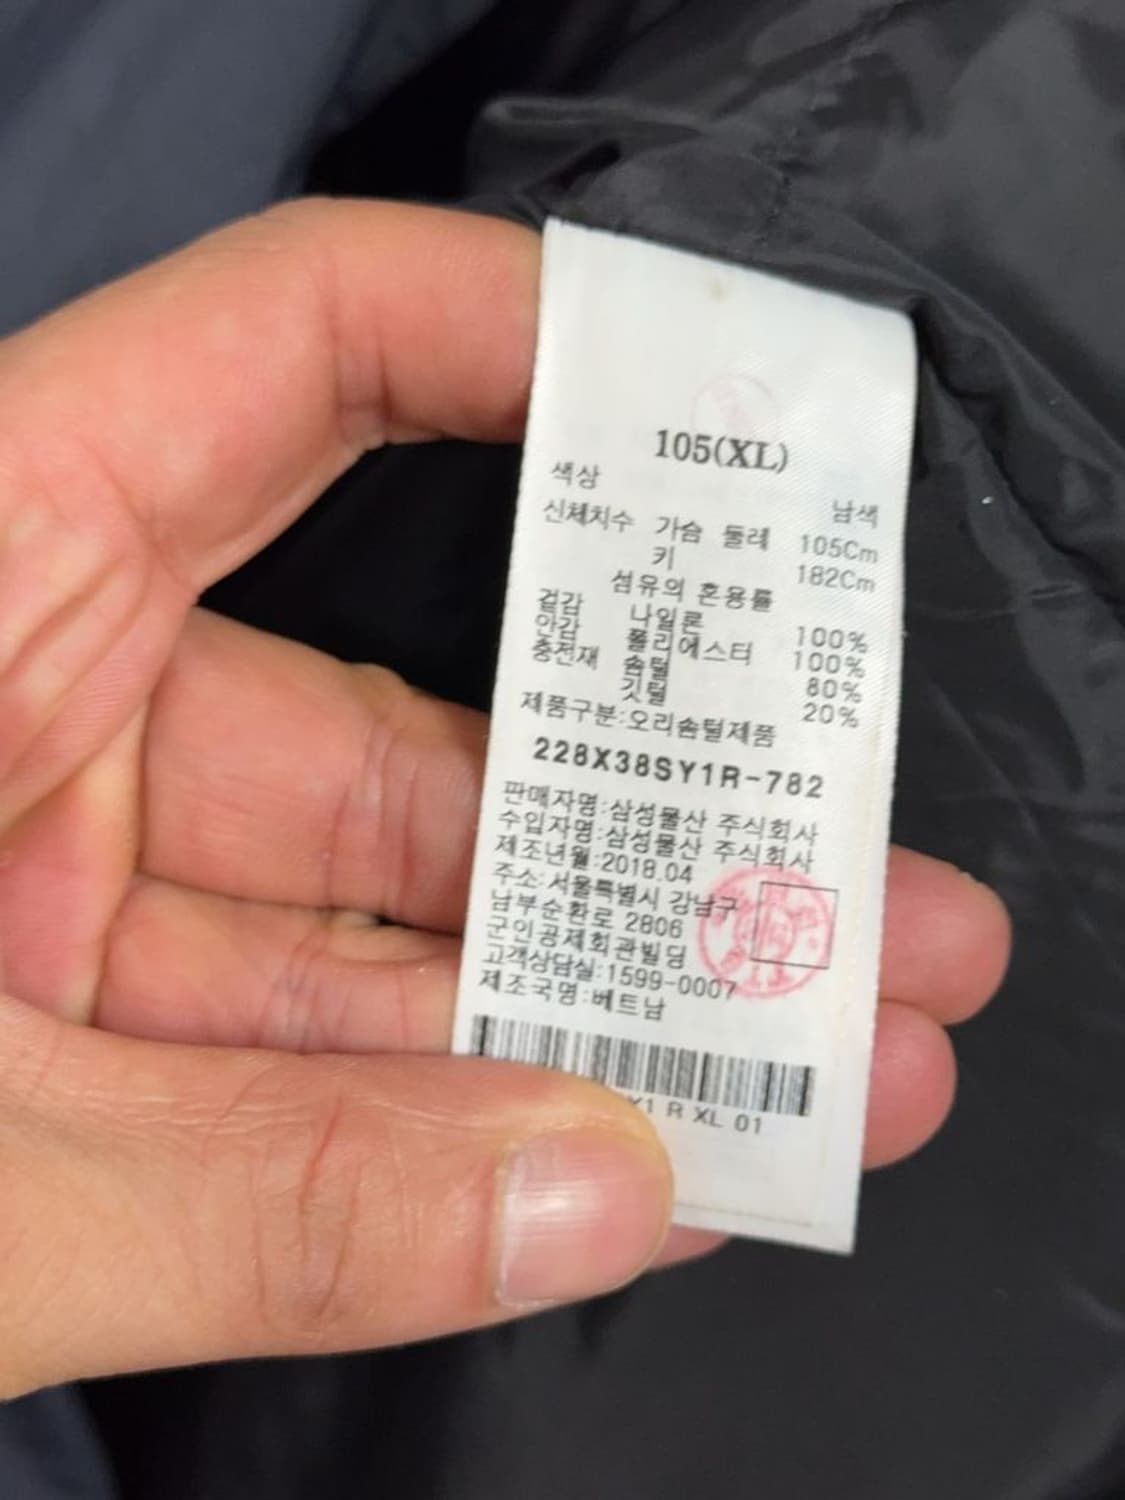 105(XL)
색상 남색
신체치수 가슴 둘레 105Cm
키 182Cm
섬유의 혼용률
겉감 나일론 100%
안감 폴리에스터 100%
충전재 솜털 80%
깃털 20%
제품구분:오리솜털제품
228X38SY1R-782
판매자명:삼성물산 주식회사
수입자명:삼성물산 주식회사
제조년월:2018.04
주소:서울특별시 강남구
남부순환로 2806
군인공제회관빌딩
고객상담실:1599-0007
제조국명:베트남
Y1 R XL 01